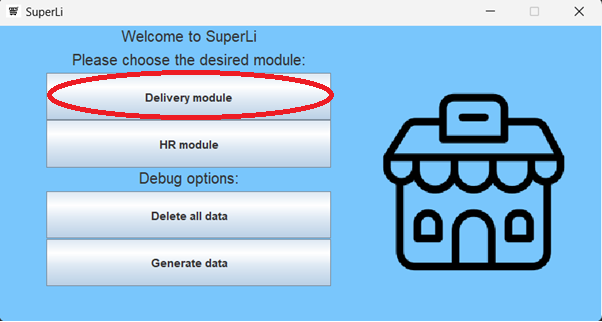 SuperLi
Welcome to SuperLi
Please choose the desired module:
Delivery module
HR module
Debug options:
Delete all data
Generate data